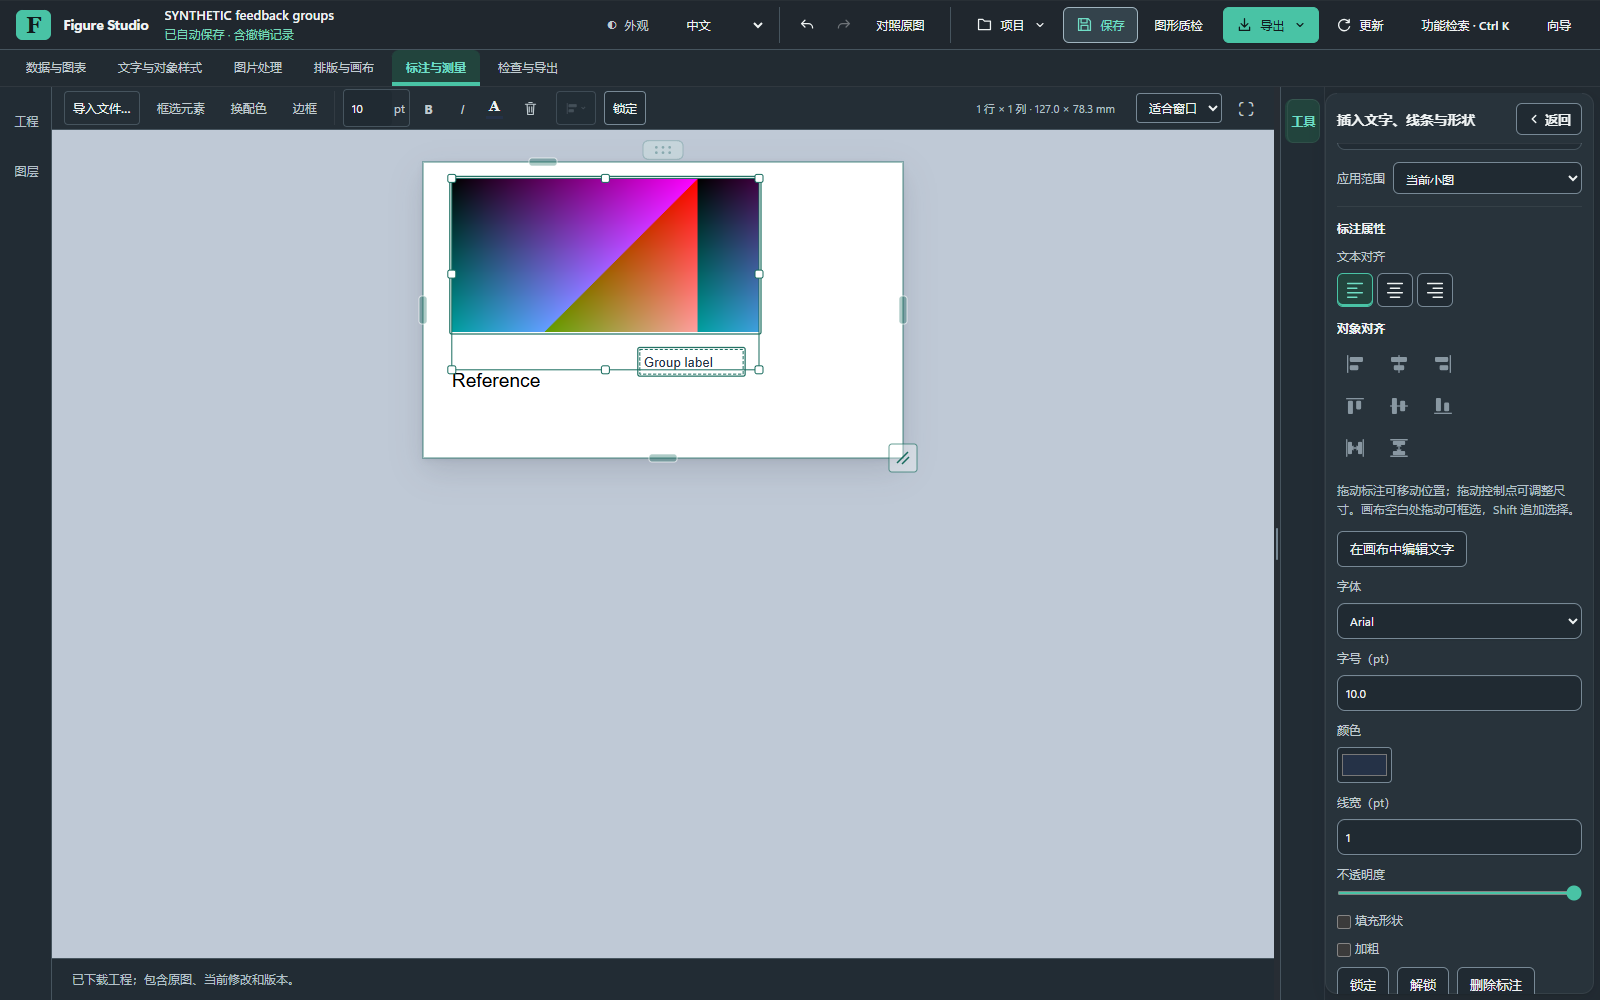 F
Figure Studio
SYNTHETIC feedback groups
已自动保存 · 含撤销记录
外观
中文
对照原图
项目
保存
图形质检
导出
更新
功能检索 · Ctrl K
向导
数据与图表
文字与对象样式
图片处理
排版与画布
标注与测量
检查与导出
工程
图层
导入文件...
框选元素
换配色
边框
10 pt
B
I
A
锁定
1 行 × 1 列 · 127.0 × 78.3 mm
适合窗口
Group label
Reference
已下载工程；包含原图、当前修改和版本。
工具
插入文字、线条与形状
返回
应用范围
当前小图
标注属性
文本对齐
对象对齐
拖动标注可移动位置；拖动控制点可调整尺
寸。画布空白处拖动可框选，Shift 追加选择。
在画布中编辑文字
字体
Arial
字号（pt）
10.0
颜色
线宽（pt）
1
不透明度
填充形状
加粗
锁定
解锁
删除标注